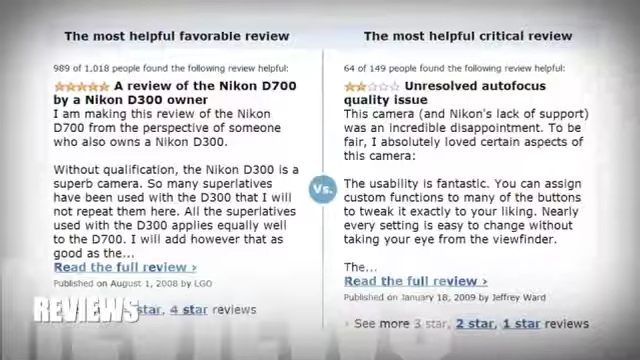 The most helpful favorable review
989 of 1,018 people found the following review helpful:
A review of the Nikon D700
by a Nikon D300 owner
I am making this review of the Nikon
D700 from the perspective of someone
who also owns a Nikon D300.
Without qualification, the Nikon D300 is a
superb camera. So many superlatives
have been used with the D300 that I will
not repeat them here. All the superlatives
used with the D300 applies equally well
to the D700. I will add however that as
good as the...
Read the full review ›
Published on August 1, 2008 by LGO
star, 4 star reviews
Vs.
The most helpful critical review
64 of 149 people found the following review helpful:
Unresolved autofocus
quality issue
This camera (and Nikon's lack of support)
was an incredible disappointment. To be
fair, I absolutely loved certain aspects of
this camera:
The usability is fantastic. You can assign
custom functions to many of the buttons
to tweak it exactly to your liking. Nearly
every setting is easy to change without
taking your eye from the viewfinder.
The...
Read the full review ›
Published on January 18, 2009 by Jeffrey Ward
› See more 3 star, 2 star, 1 star reviews
REVIEWS